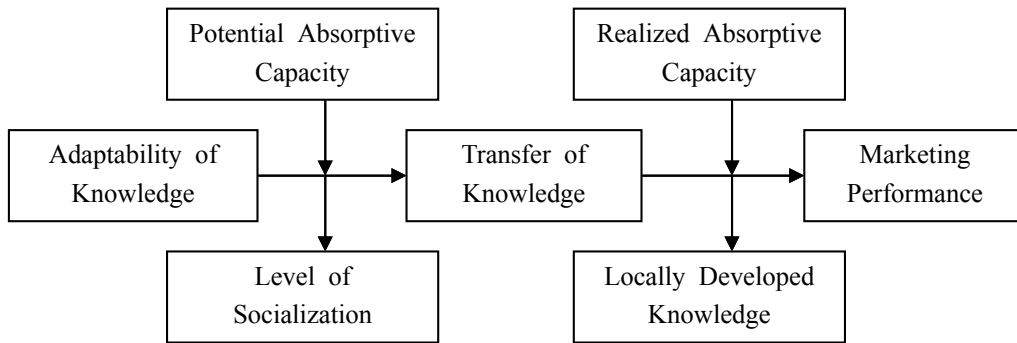 Potential Absorptive
Capacity
Realized Absorptive
Capacity
Adaptability of
Knowledge
Transfer of
Knowledge
Marketing
Performance
Level of
Socialization
Locally Developed
Knowledge